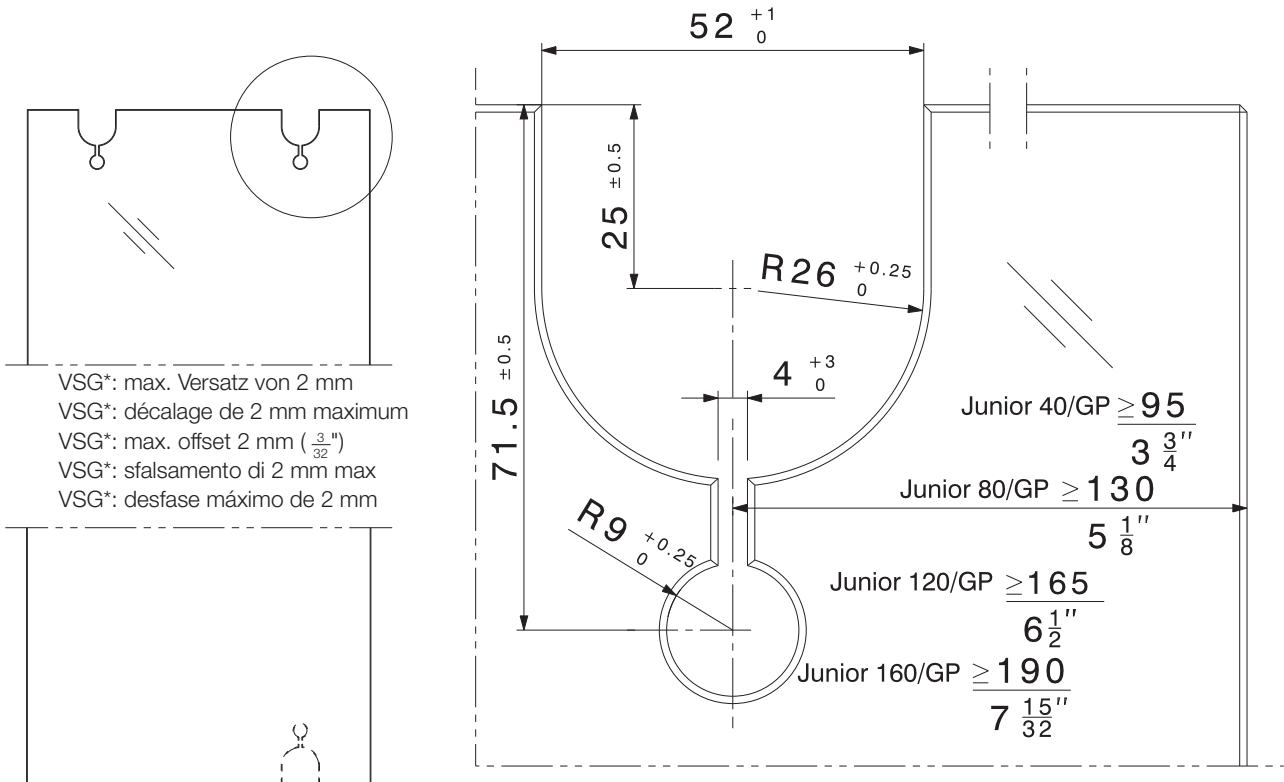 52 +1 0
25 ±0.5
R26 +0.25 0
71.5 ±0.5
4 +3 0
R9 +0.25 0
VSG*: max. Versatz von 2 mm
VSG*: décalage de 2 mm maximum
VSG*: max. offset 2 mm ( 3/32")
VSG*: sfalsamento di 2 mm max
VSG*: desfase máximo de 2 mm
Junior 40/GP ≥95
3 3/4"
Junior 80/GP ≥130
5 1/8"
Junior 120/GP ≥165
6 1/2"
Junior 160/GP ≥190
7 15/32"